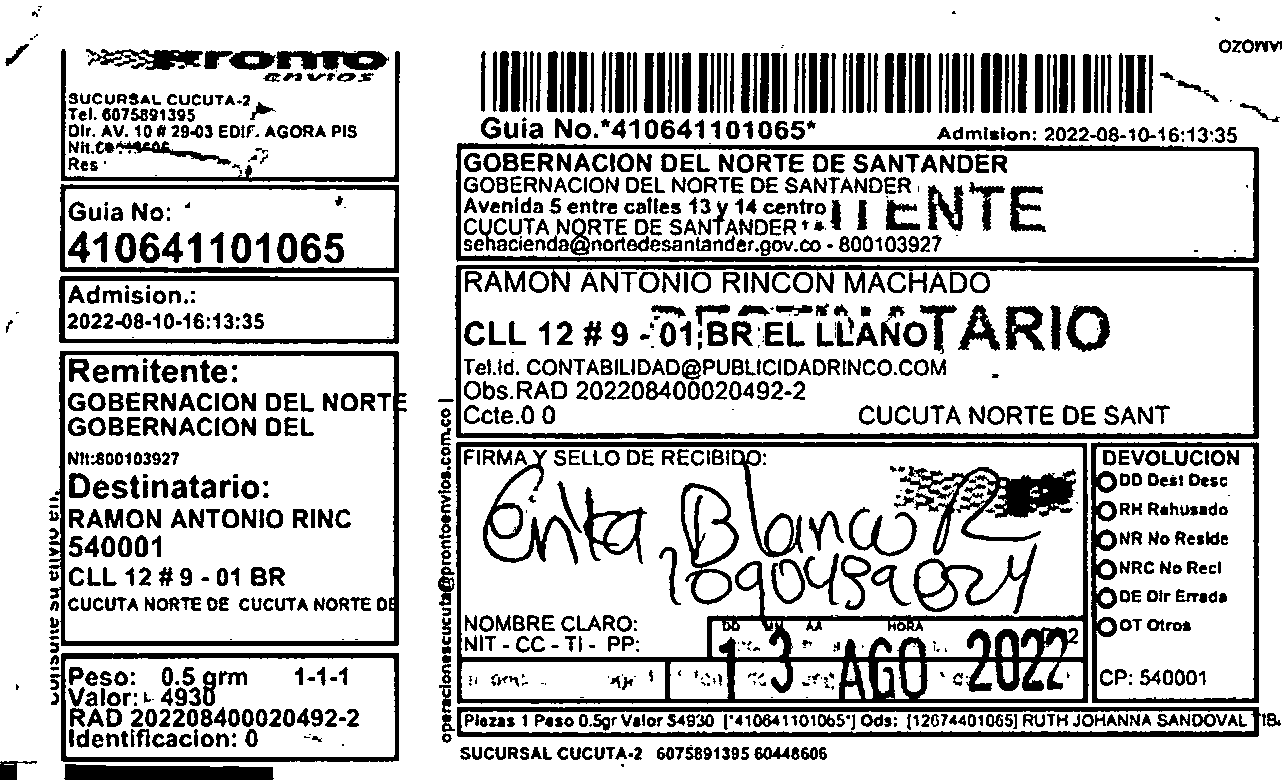 Pronto
envios
SUCURSAL CUCUTA-2
Tel. 6075891395
Dir. AV. 10 # 29-03 EDIF. AGORA PIS
Res
Guia No:
410641101065
Admision.:
2022-08-10-16:13:35
Remitente:
GOBERNACION DEL NORTE
GOBERNACION DEL
Nit:800103927
Destinatario:
RAMON ANTONIO RINC
540001
CLL 12 # 9 - 01 BR
CUCUTA NORTE DE CUCUTA NORTE DE
Peso: 0.5 grm 1-1-1
Valor: 4930
RAD 202208400020492-2
Identificacion: 0
Guia No.*410641101065*
Admision: 2022-08-10-16:13:35
GOBERNACION DEL NORTE DE SANTANDER
GOBERNACION DEL NORTE DE SANTANDER
Avenida 5 entre calles 13 y 14 centro
CUCUTA NORTE DE SANTANDER
sehacienda@nortedesantander.gov.co - 800103927
RAMON ANTONIO RINCON MACHADO
CLL 12 # 9 - 01 BR EL LLANO
Tel.Id. CONTABILIDAD@PUBLICIDADRINCO.COM
Obs.RAD 202208400020492-2
Ccte.0 0 CUCUTA NORTE DE SANT
operacionescucuta@prontoenvios.com.co |
FIRMA Y SELLO DE RECIBIDO:
Erika Blanco R
1090439024
NOMBRE CLARO:
NIT - CC - TI - PP:
DD MM AA HORA
13 AGO 2022
DEVOLUCION
DD Dest Desc
RH Rehusado
NR No Reside
NRC No Recl
DE Dir Errada
OT Otros
CP: 540001
Piezas 1 Peso 0.5gr Valor $4930 [*410641101065*] Ods: [12674401065] RUTH JOHANNA SANDOVAL TIB
SUCURSAL CUCUTA-2 6075891395 60448606